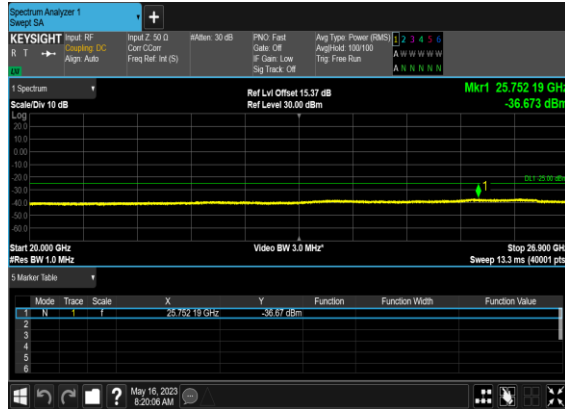 Spectrum Analyzer 1
Swept SA
+
KEYSIGHT Input: RF Input Z: 50 Ω #Atten: 30 dB PNO: Fast Avg Type: Power (RMS) 1 2 3 4 5 6
R T Coupling: DC Corr CCorr Gate: Off Avg|Hold: 100/100 A W W W W W
Align: Auto Freq Ref: Int (S) IF Gain: Low Trig: Free Run
Sig Track: Off A N N N N N
1 Spectrum Ref Lvl Offset 15.37 dB Mkr1 25.752 19 GHz
Scale/Div 10 dB Ref Level 30.00 dBm -36.673 dBm
Log
20.0
10.0
0.00
-10.0
-20.0
DL1 -25.00 dBm
1
-30.0
-40.0
-50.0
-60.0
Start 20.000 GHz Video BW 3.0 MHz* Stop 26.900 GHz
#Res BW 1.0 MHz Sweep 13.3 ms (40001 pts)
5 Marker Table
Mode Trace Scale X Y Function Function Width Function Value
1 N 1 f 25.752 19 GHz -36.67 dBm
2
3
4
5
6
? May 16, 2023
8:20:06 AM